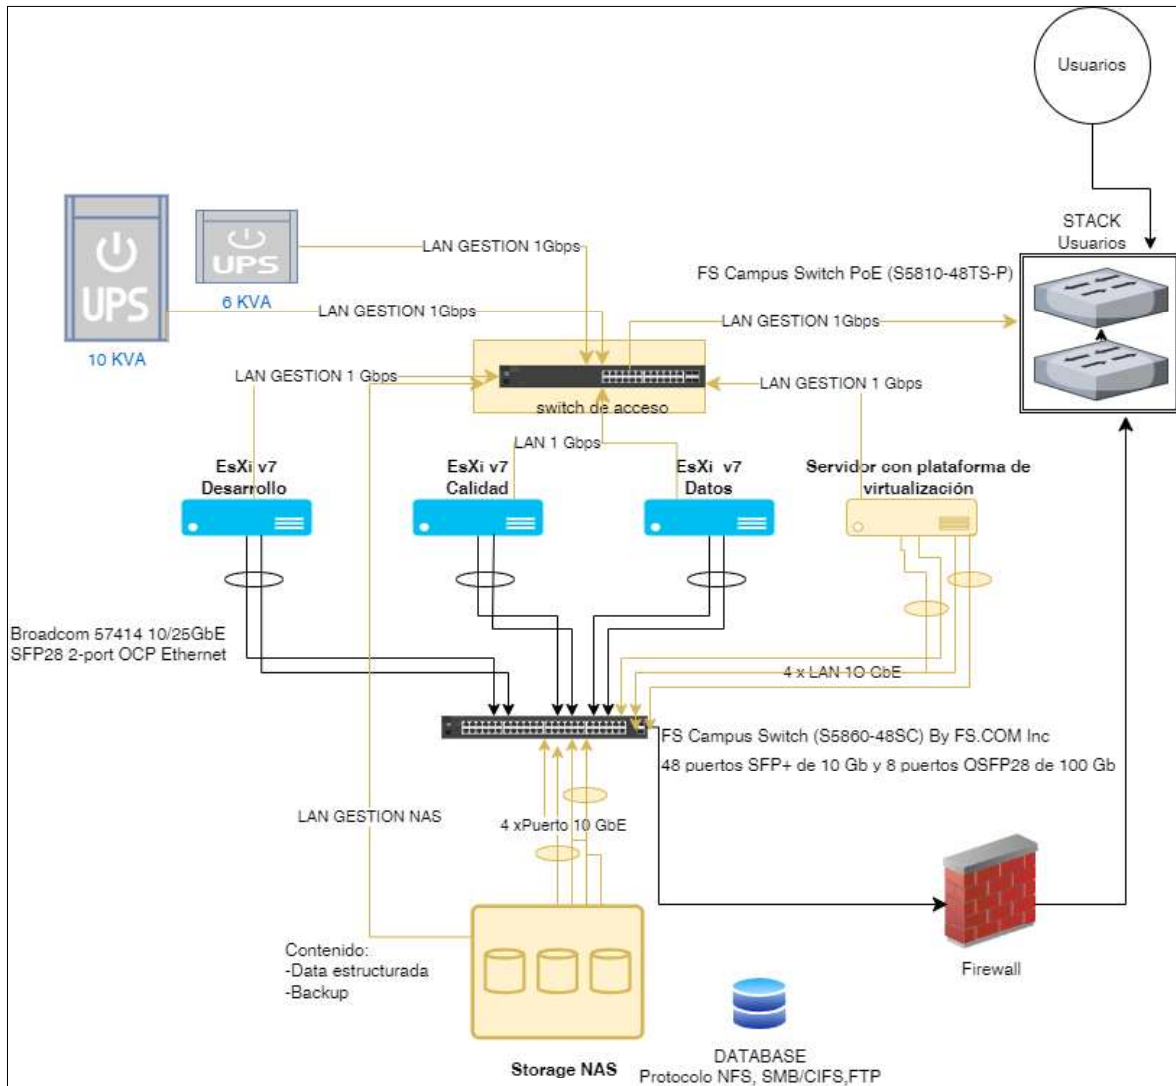 Usuarios
STACK
Usuarios
UPS
UPS
LAN GESTION 1Gbps
FS Campus Switch PoE (S5810-48TS-P)
6 KVA
LAN GESTION 1Gbps
LAN GESTION 1Gbps
10 KVA
LAN GESTION 1 Gbps
LAN GESTION 1 Gbps
switch de acceso
LAN 1 Gbps
EsXi v7
Desarrollo
EsXi v7
Calidad
EsXi v7
Datos
Servidor con plataforma de
virtualización
Broadcom 57414 10/25GbE
SFP28 2-port OCP Ethernet
4 x LAN 1O GbE
FS Campus Switch (S5860-48SC) By FS.COM Inc
48 puertos SFP+ de 10 Gb y 8 puertos QSFP28 de 100 Gb
LAN GESTION NAS
4 xPuerto 10 GbE
Contenido:
-Data estructurada
-Backup
Firewall
Storage NAS
DATABASE
Protocolo NFS, SMB/CIFS,FTP